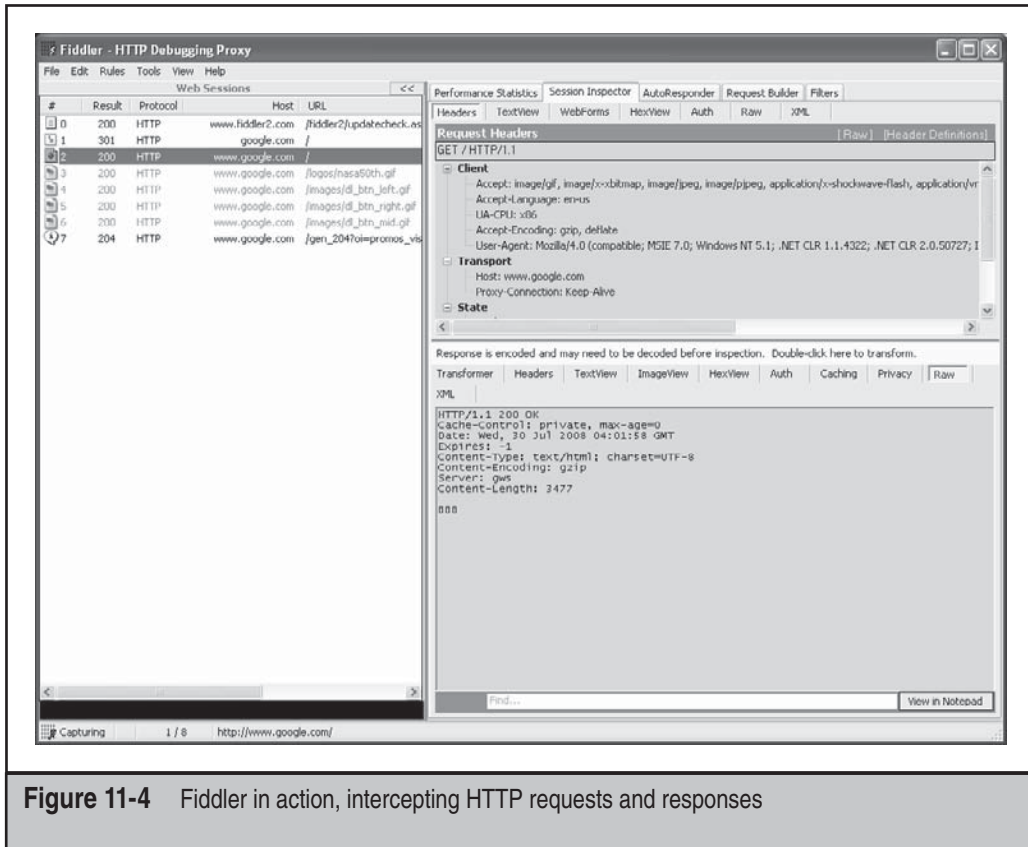 Fiddler - HTTP Debugging Proxy
File Edit Rules Tools View Help
Web Sessions <<
# Result Protocol Host URL
0 200 HTTP www.fiddler2.com /fiddler2/updatecheck.as
1 301 HTTP google.com /
2 200 HTTP www.google.com /
3 200 HTTP www.google.com /logos/nasa50th.gif
4 200 HTTP www.google.com /images/dl_btn_left.gif
5 200 HTTP www.google.com /images/dl_btn_right.gif
6 200 HTTP www.google.com /images/dl_btn_mid.gif
7 204 HTTP www.google.com /gen_204?oi=promos_vis
Performance Statistics Session Inspector AutoResponder Request Builder Filters
Headers TextView WebForms HexView Auth Raw XML
Request Headers [Raw] [Header Definitions]
GET / HTTP/1.1
Client
Accept: image/gif, image/x-xbitmap, image/jpeg, image/pjpeg, application/x-shockwave-flash, application/vr
Accept-Language: en-us
UA-CPU: x86
Accept-Encoding: gzip, deflate
User-Agent: Mozilla/4.0 (compatible; MSIE 7.0; Windows NT 5.1; .NET CLR 1.1.4322; .NET CLR 2.0.50727; I
Transport
Host: www.google.com
Proxy-Connection: Keep-Alive
State
Response is encoded and may need to be decoded before inspection. Double-click here to transform.
Transformer Headers TextView ImageView HexView Auth Caching Privacy Raw
XML
HTTP/1.1 200 OK
Cache-Control: private, max-age=0
Date: Wed, 30 Jul 2008 04:01:58 GMT
Expires: -1
Content-Type: text/html; charset=UTF-8
Content-Encoding: gzip
Server: gws
Content-Length: 3477
Find... View in Notepad
Capturing 1 / 8 http://www.google.com/
Figure 11-4 Fiddler in action, intercepting HTTP requests and responses